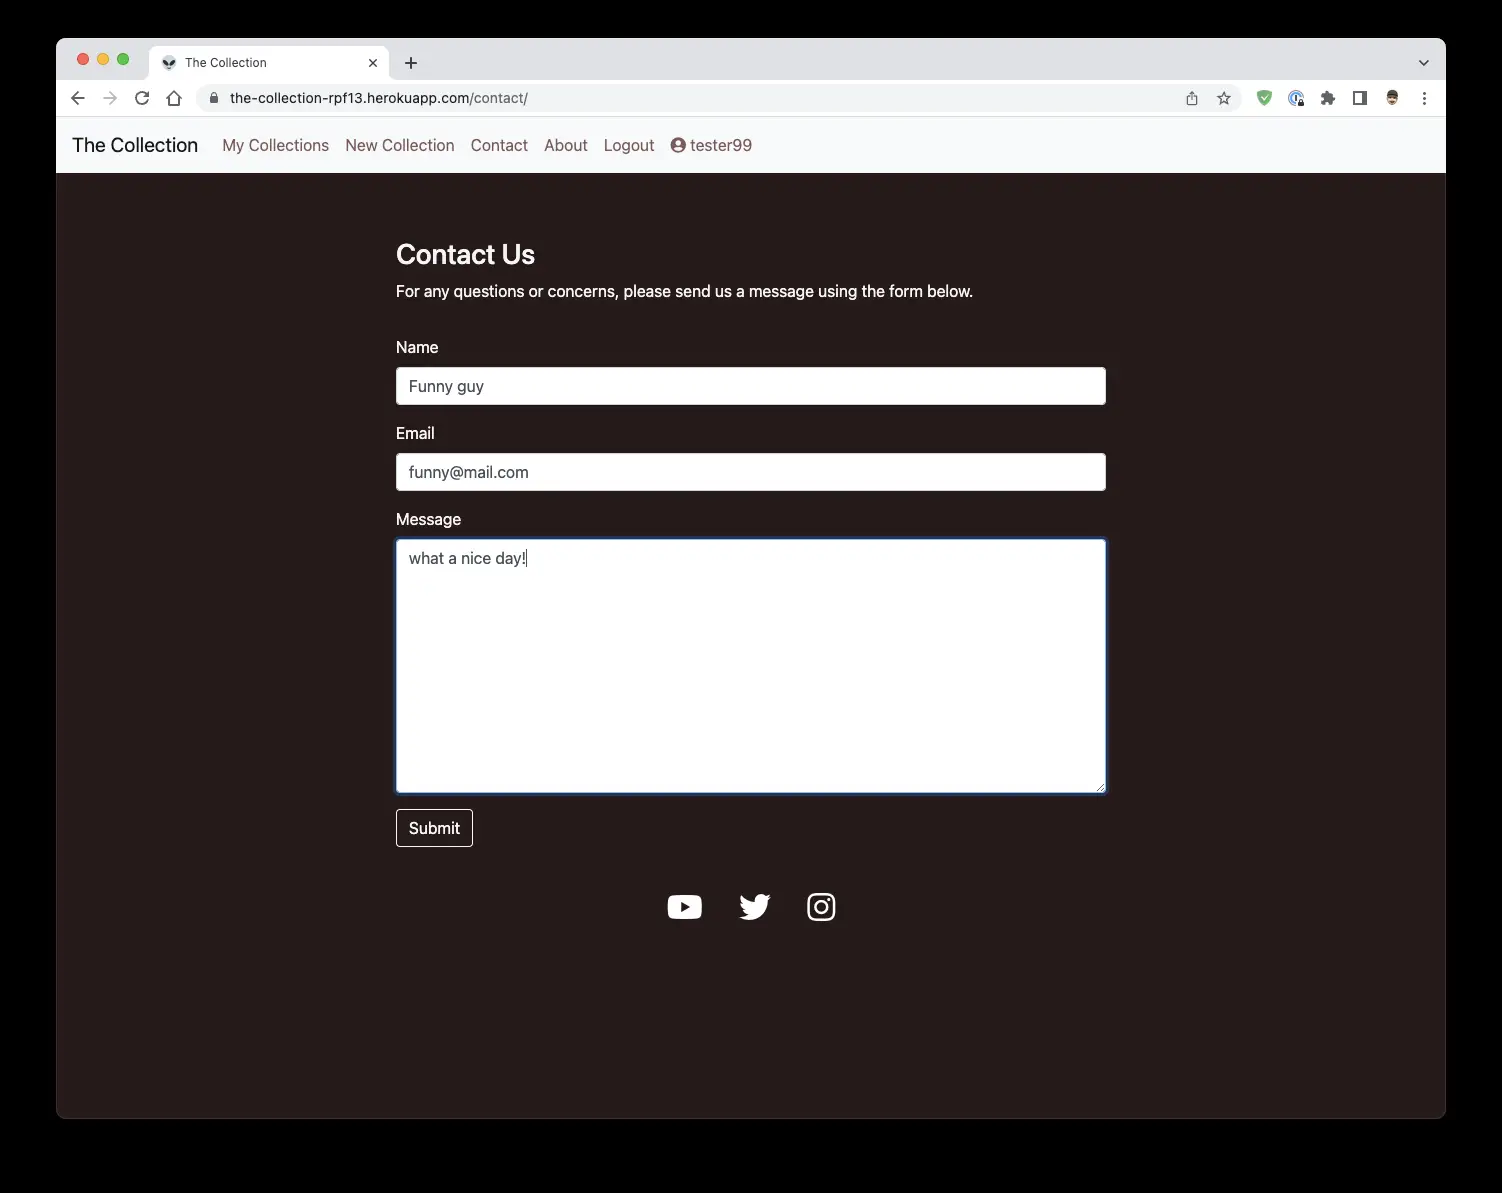 The Collection
the-collection-rpf13.herokuapp.com/contact/
The Collection My Collections New Collection Contact About Logout tester99
Contact Us
For any questions or concerns, please send us a message using the form below.
Name
Funny guy
Email
funny@mail.com
Message
what a nice day!
Submit